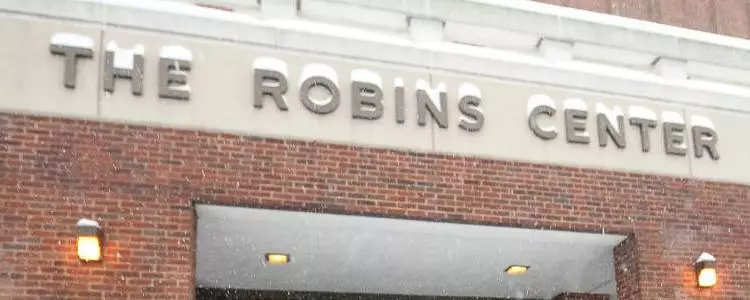 THE ROBINS CENTER